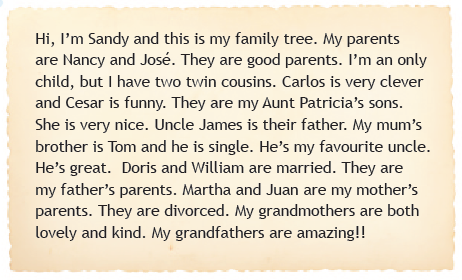 Hi, I'm Sandy and this is my family tree. My parents
are Nancy and José. They are good parents. I'm an only
child, but I have two twin cousins. Carlos is very clever
and Cesar is funny. They are my Aunt Patricia's sons.
She is very nice. Uncle James is their father. My mum's
brother is Tom and he is single. He's my favourite uncle.
He's great.  Doris and William are married. They are
my father's parents. Martha and Juan are my mother's
parents. They are divorced. My grandmothers are both
lovely and kind. My grandfathers are amazing!!